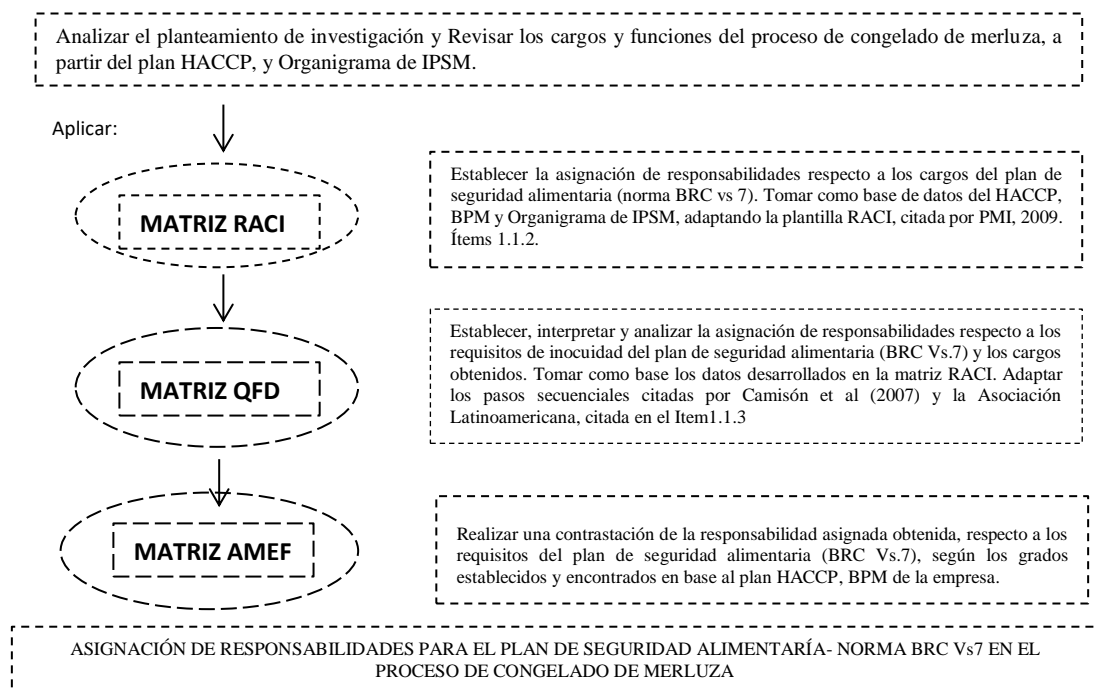 Analizar el planteamiento de investigación y Revisar los cargos y funciones del proceso de congelado de merluza, a
partir del plan HACCP, y Organigrama de IPSM.
Aplicar:
MATRIZ RACI
Establecer la asignación de responsabilidades respecto a los cargos del plan de
seguridad alimentaria (norma BRC vs 7). Tomar como base de datos del HACCP,
BPM y Organigrama de IPSM, adaptando la plantilla RACI, citada por PMI, 2009.
Ítems 1.1.2.
MATRIZ QFD
Establecer, interpretar y analizar la asignación de responsabilidades respecto a los
requisitos de inocuidad del plan de seguridad alimentaria (BRC Vs.7) y los cargos
obtenidos. Tomar como base los datos desarrollados en la matriz RACI. Adaptar
los pasos secuenciales citadas por Camisón et al (2007) y la Asociación
Latinoamericana, citada en el Item1.1.3
MATRIZ AMEF
Realizar una contrastación de la responsabilidad asignada obtenida, respecto a los
requisitos del plan de seguridad alimentaria (BRC Vs.7), según los grados
establecidos y encontrados en base al plan HACCP, BPM de la empresa.
ASIGNACIÓN DE RESPONSABILIDADES PARA EL PLAN DE SEGURIDAD ALIMENTARÍA- NORMA BRC Vs7 EN EL
PROCESO DE CONGELADO DE MERLUZA